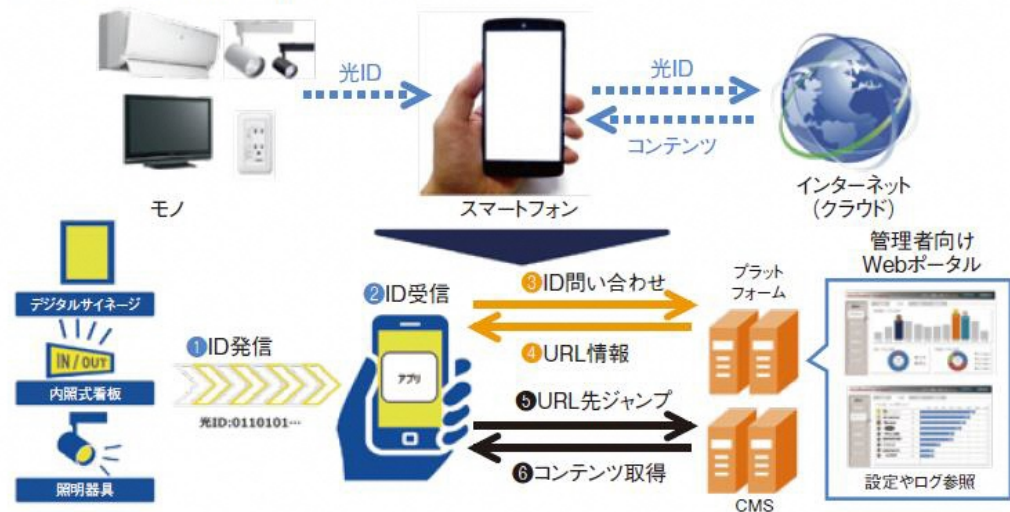 光ID
光ID
コンテンツ
モノ
スマートフォン
インターネット
(クラウド)
管理者向け
Webポータル
デジタルサイネージ
IN/OUT
内照式看板
照明器具
①ID発信
光ID:0110101…
②ID受信
アプリ
③ID問い合わせ
④URL情報
⑤URL先ジャンプ
⑥コンテンツ取得
プラット
フォーム
CMS
設定やログ参照